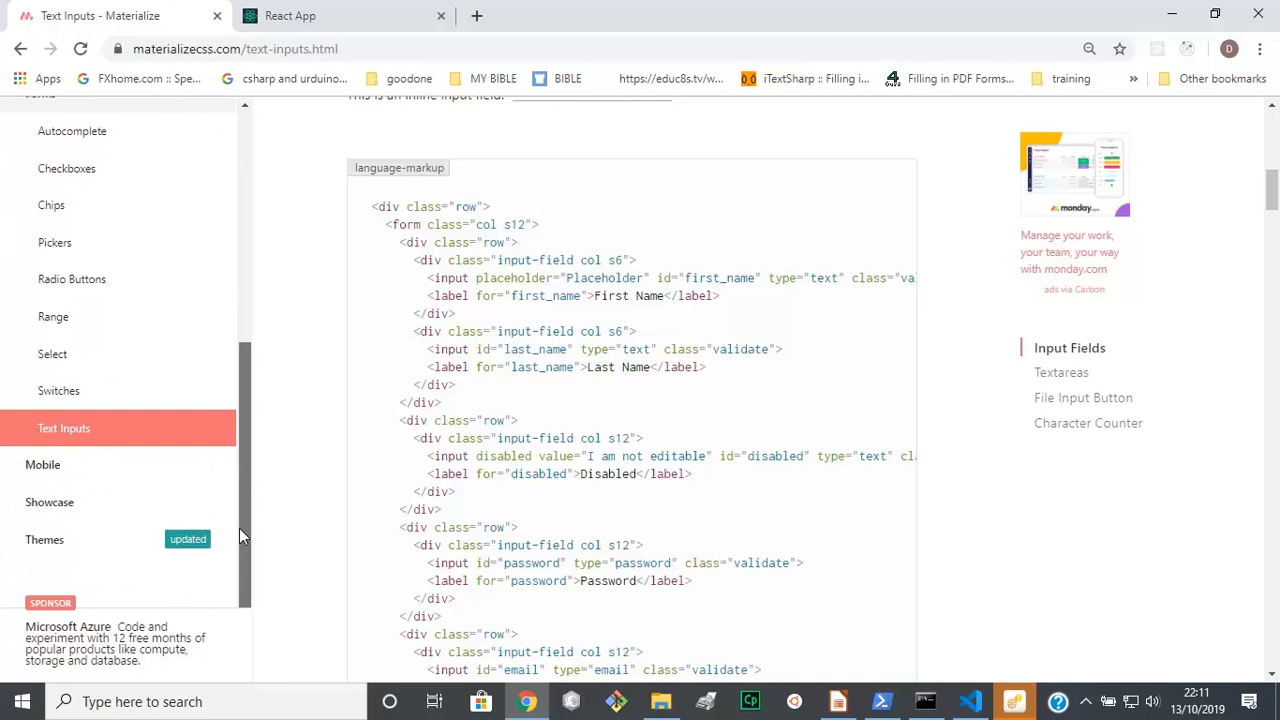 Text Inputs - Materialize
React App
materializecss.com/text-inputs.html
D
Apps
FXhome.com :: Spe...
csharp and urduino...
goodone
MY BIBLE
BIBLE
https://educ8s.tv/w...
iTextSharp :: Filling i...
Filling in PDF Forms...
training
Other bookmarks
Autocomplete
Checkboxes
Chips
Pickers
Radio Buttons
Range
Select
Switches
Text Inputs
Mobile
Showcase
Themes
updated
SPONSOR
Microsoft Azure Code and
experiment with 12 free months of
popular products like compute,
storage and database.
This is an inline input field:
language-markup
<div class="row">
<form class="col s12">
<div class="row">
<div class="input-field col s6">
<input placeholder="Placeholder" id="first_name" type="text" class="va
<label for="first_name">First Name</label>
</div>
<div class="input-field col s6">
<input id="last_name" type="text" class="validate">
<label for="last_name">Last Name</label>
</div>
</div>
<div class="row">
<div class="input-field col s12">
<input disabled value="I am not editable" id="disabled" type="text" cl
<label for="disabled">Disabled</label>
</div>
</div>
<div class="row">
<div class="input-field col s12">
<input id="password" type="password" class="validate">
<label for="password">Password</label>
</div>
</div>
<div class="row">
<div class="input-field col s12">
<input id="email" type="email" class="validate">
monday.com
Manage your work,
your team, your way
with monday.com
ads via Carbon
Input Fields
Textareas
File Input Button
Character Counter
Type here to search
Cp
22:11
13/10/2019